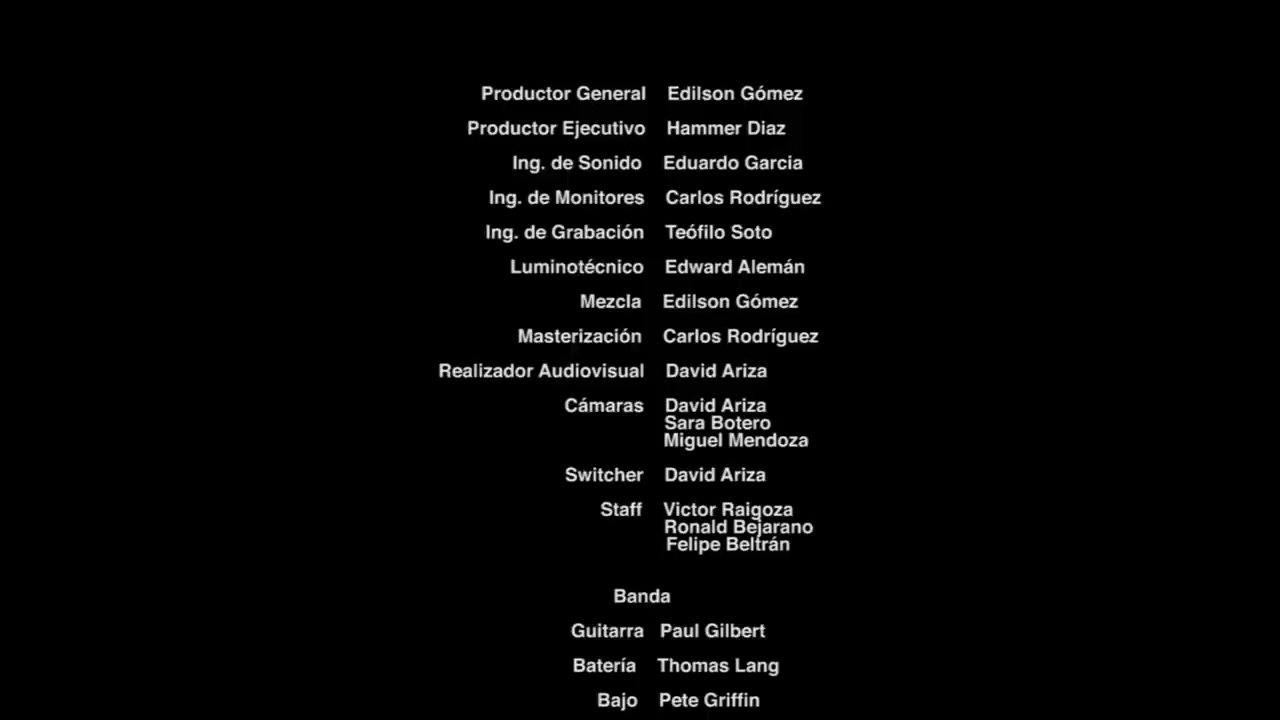 Productor General Edilson Gómez
Productor Ejecutivo Hammer Diaz
Ing. de Sonido Eduardo Garcia
Ing. de Monitores Carlos Rodríguez
Ing. de Grabación Teófilo Soto
Luminotécnico Edward Alemán
Mezcla Edilson Gómez
Masterización Carlos Rodríguez
Realizador Audiovisual David Ariza
Cámaras David Ariza
Sara Botero
Miguel Mendoza
Switcher David Ariza
Staff Victor Raigoza
Ronald Bejarano
Felipe Beltrán
Banda
Guitarra Paul Gilbert
Batería Thomas Lang
Bajo Pete Griffin